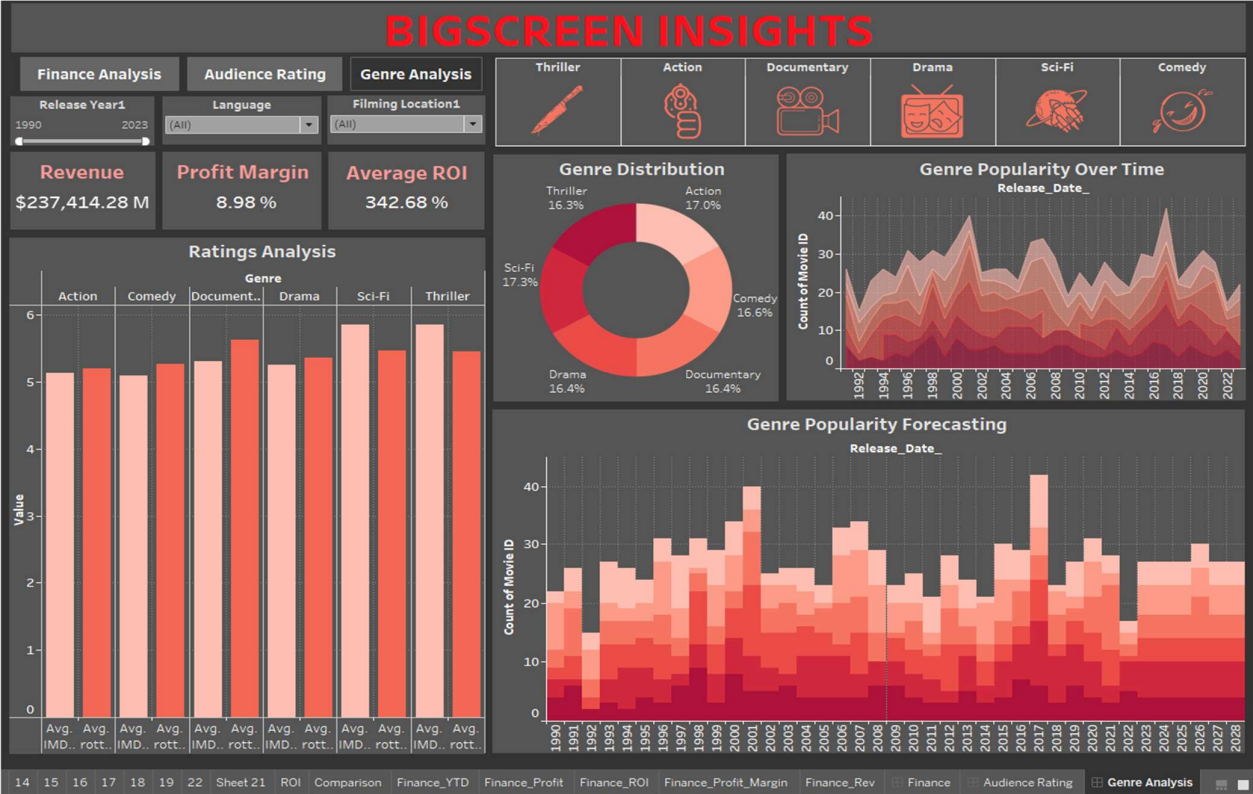 BIGSCREEN INSIGHTS
Finance Analysis
Audience Rating
Genre Analysis
Thriller
Action
Documentary
Drama
Sci-Fi
Comedy
Release Year1
1990
2023
Language
(All)
Filming Location1
(All)
Revenue
$237,414.28 M
Profit Margin
8.98 %
Average ROI
342.68 %
Ratings Analysis
Genre
Action
Comedy
Document..
Drama
Sci-Fi
Thriller
Value
6
5
4
3
2
1
0
Avg. IMD..
Avg. rott..
Avg. IMD..
Avg. rott..
Avg. IMD..
Avg. rott..
Avg. IMD..
Avg. rott..
Avg. IMD..
Avg. rott..
Avg. IMD..
Avg. rott..
Genre Distribution
Thriller
16.3%
Action
17.0%
Sci-Fi
17.3%
Comedy
16.6%
Drama
16.4%
Documentary
16.4%
Genre Popularity Over Time
Release_Date_
Count of Movie ID
40
30
20
10
0
1992
1994
1996
1998
2000
2002
2004
2006
2008
2010
2012
2014
2016
2018
2020
2022
Genre Popularity Forecasting
Release_Date_
Count of Movie ID
40
30
20
10
0
1990
1991
1992
1993
1994
1995
1996
1997
1998
1999
2000
2001
2002
2003
2004
2005
2006
2007
2008
2009
2010
2011
2012
2013
2014
2015
2016
2017
2018
2019
2020
2021
2022
2023
2024
2025
2026
2027
2028
14
15
16
17
18
19
22
Sheet 21
ROI
Comparison
Finance_YTD
Finance_Profit
Finance_ROI
Finance_Profit_Margin
Finance_Rev
Finance
Audience Rating
Genre Analysis